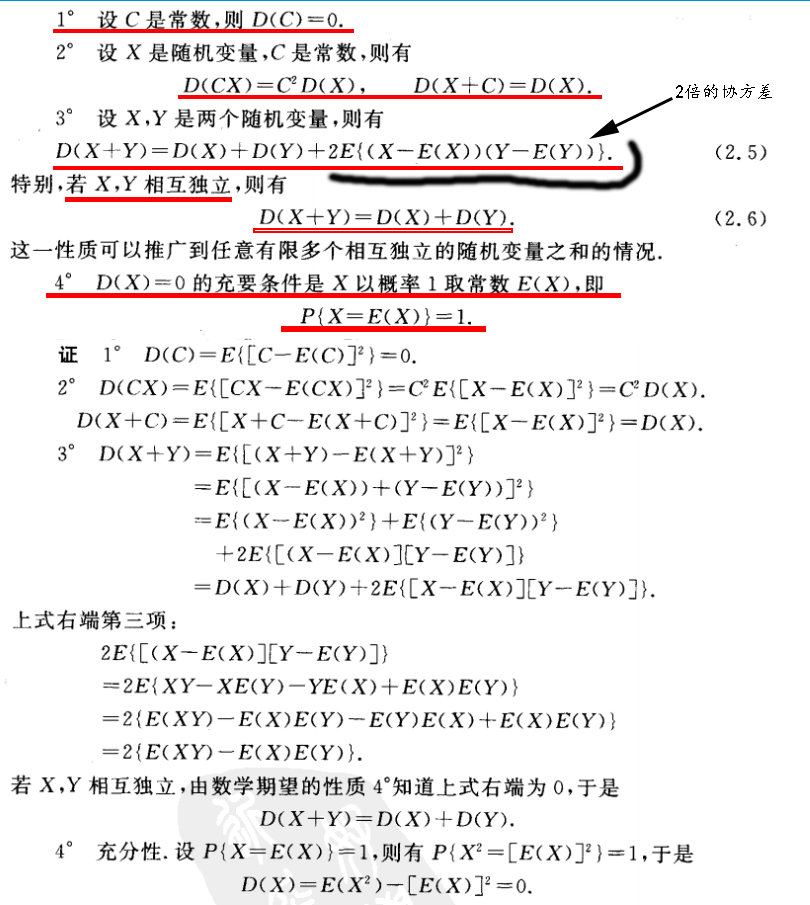 1° 设 C 是常数,则 D(C)=0.
2° 设 X 是随机变量,C 是常数,则有
D(CX)=C²D(X), D(X+C)=D(X).
2倍的协方差
3° 设 X,Y 是两个随机变量,则有
D(X+Y)=D(X)+D(Y)+2E{(X-E(X))(Y-E(Y))}. (2.5)
特别,若 X,Y 相互独立,则有
D(X+Y)=D(X)+D(Y). (2.6)
这一性质可以推广到任意有限多个相互独立的随机变量之和的情况.
4° D(X)=0 的充要条件是 X 以概率 1 取常数 E(X),即
P{X=E(X)}=1.
证 1° D(C)=E{[C-E(C)]²}=0.
2° D(CX)=E{[CX-E(CX)]²}=C²E{[X-E(X)]²}=C²D(X).
D(X+C)=E{[X+C-E(X+C)]²}=E{[X-E(X)]²}=D(X).
3° D(X+Y)=E{[(X+Y)-E(X+Y)]²}
=E{[(X-E(X))+(Y-E(Y))]²}
=E{(X-E(X))²}+E{(Y-E(Y))²}
+2E{[(X-E(X)][Y-E(Y)]}
=D(X)+D(Y)+2E{[X-E(X)][Y-E(Y)]}.
上式右端第三项:
2E{[(X-E(X)][Y-E(Y)]}
=2E{XY-XE(Y)-YE(X)+E(X)E(Y)}
=2{E(XY)-E(X)E(Y)-E(Y)E(X)+E(X)E(Y)}
=2{E(XY)-E(X)E(Y)}.
若 X,Y 相互独立,由数学期望的性质 4°知道上式右端为 0,于是
D(X+Y)=D(X)+D(Y).
4° 充分性.设 P{X=E(X)}=1,则有 P{X²=[E(X)]²}=1,于是
D(X)=E(X²)-[E(X)]²=0.